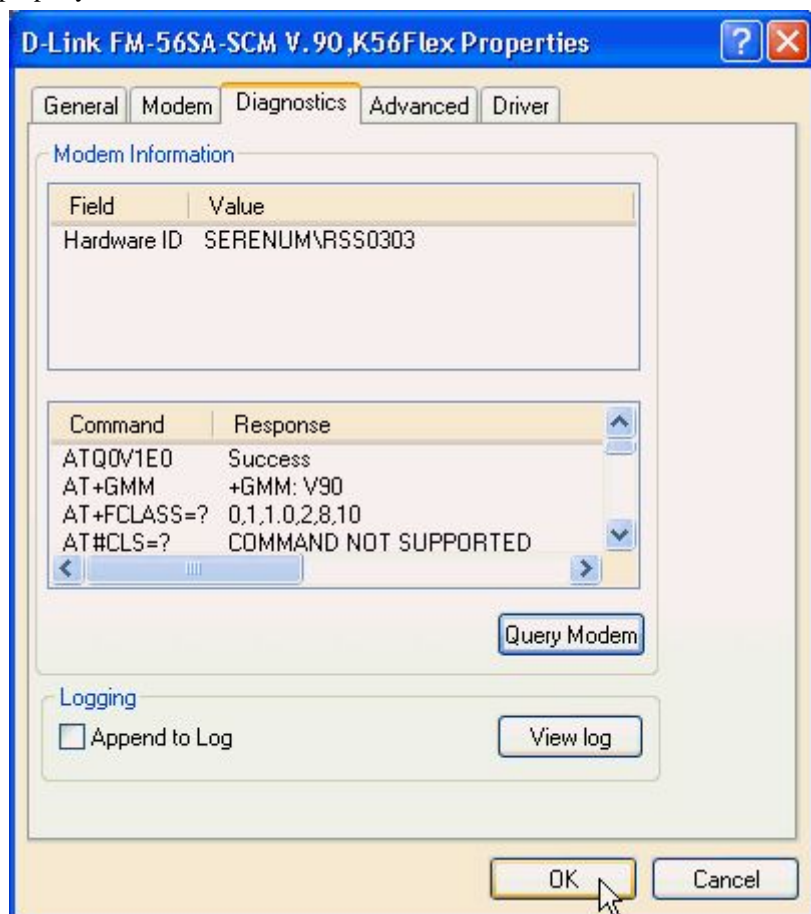 D-Link FM-56SA-SCM V.90,K56Flex Properties
General Modem Diagnostics Advanced Driver
Modem Information
Field Value
Hardware ID SERENUM\RSS0303
Command Response
ATQ0V1E0 Success
AT+GMM +GMM: V90
AT+FCLASS=? 0,1,1.0,2,8,10
AT#CLS=? COMMAND NOT SUPPORTED
Query Modem
Logging
Append to Log View log
OK Cancel